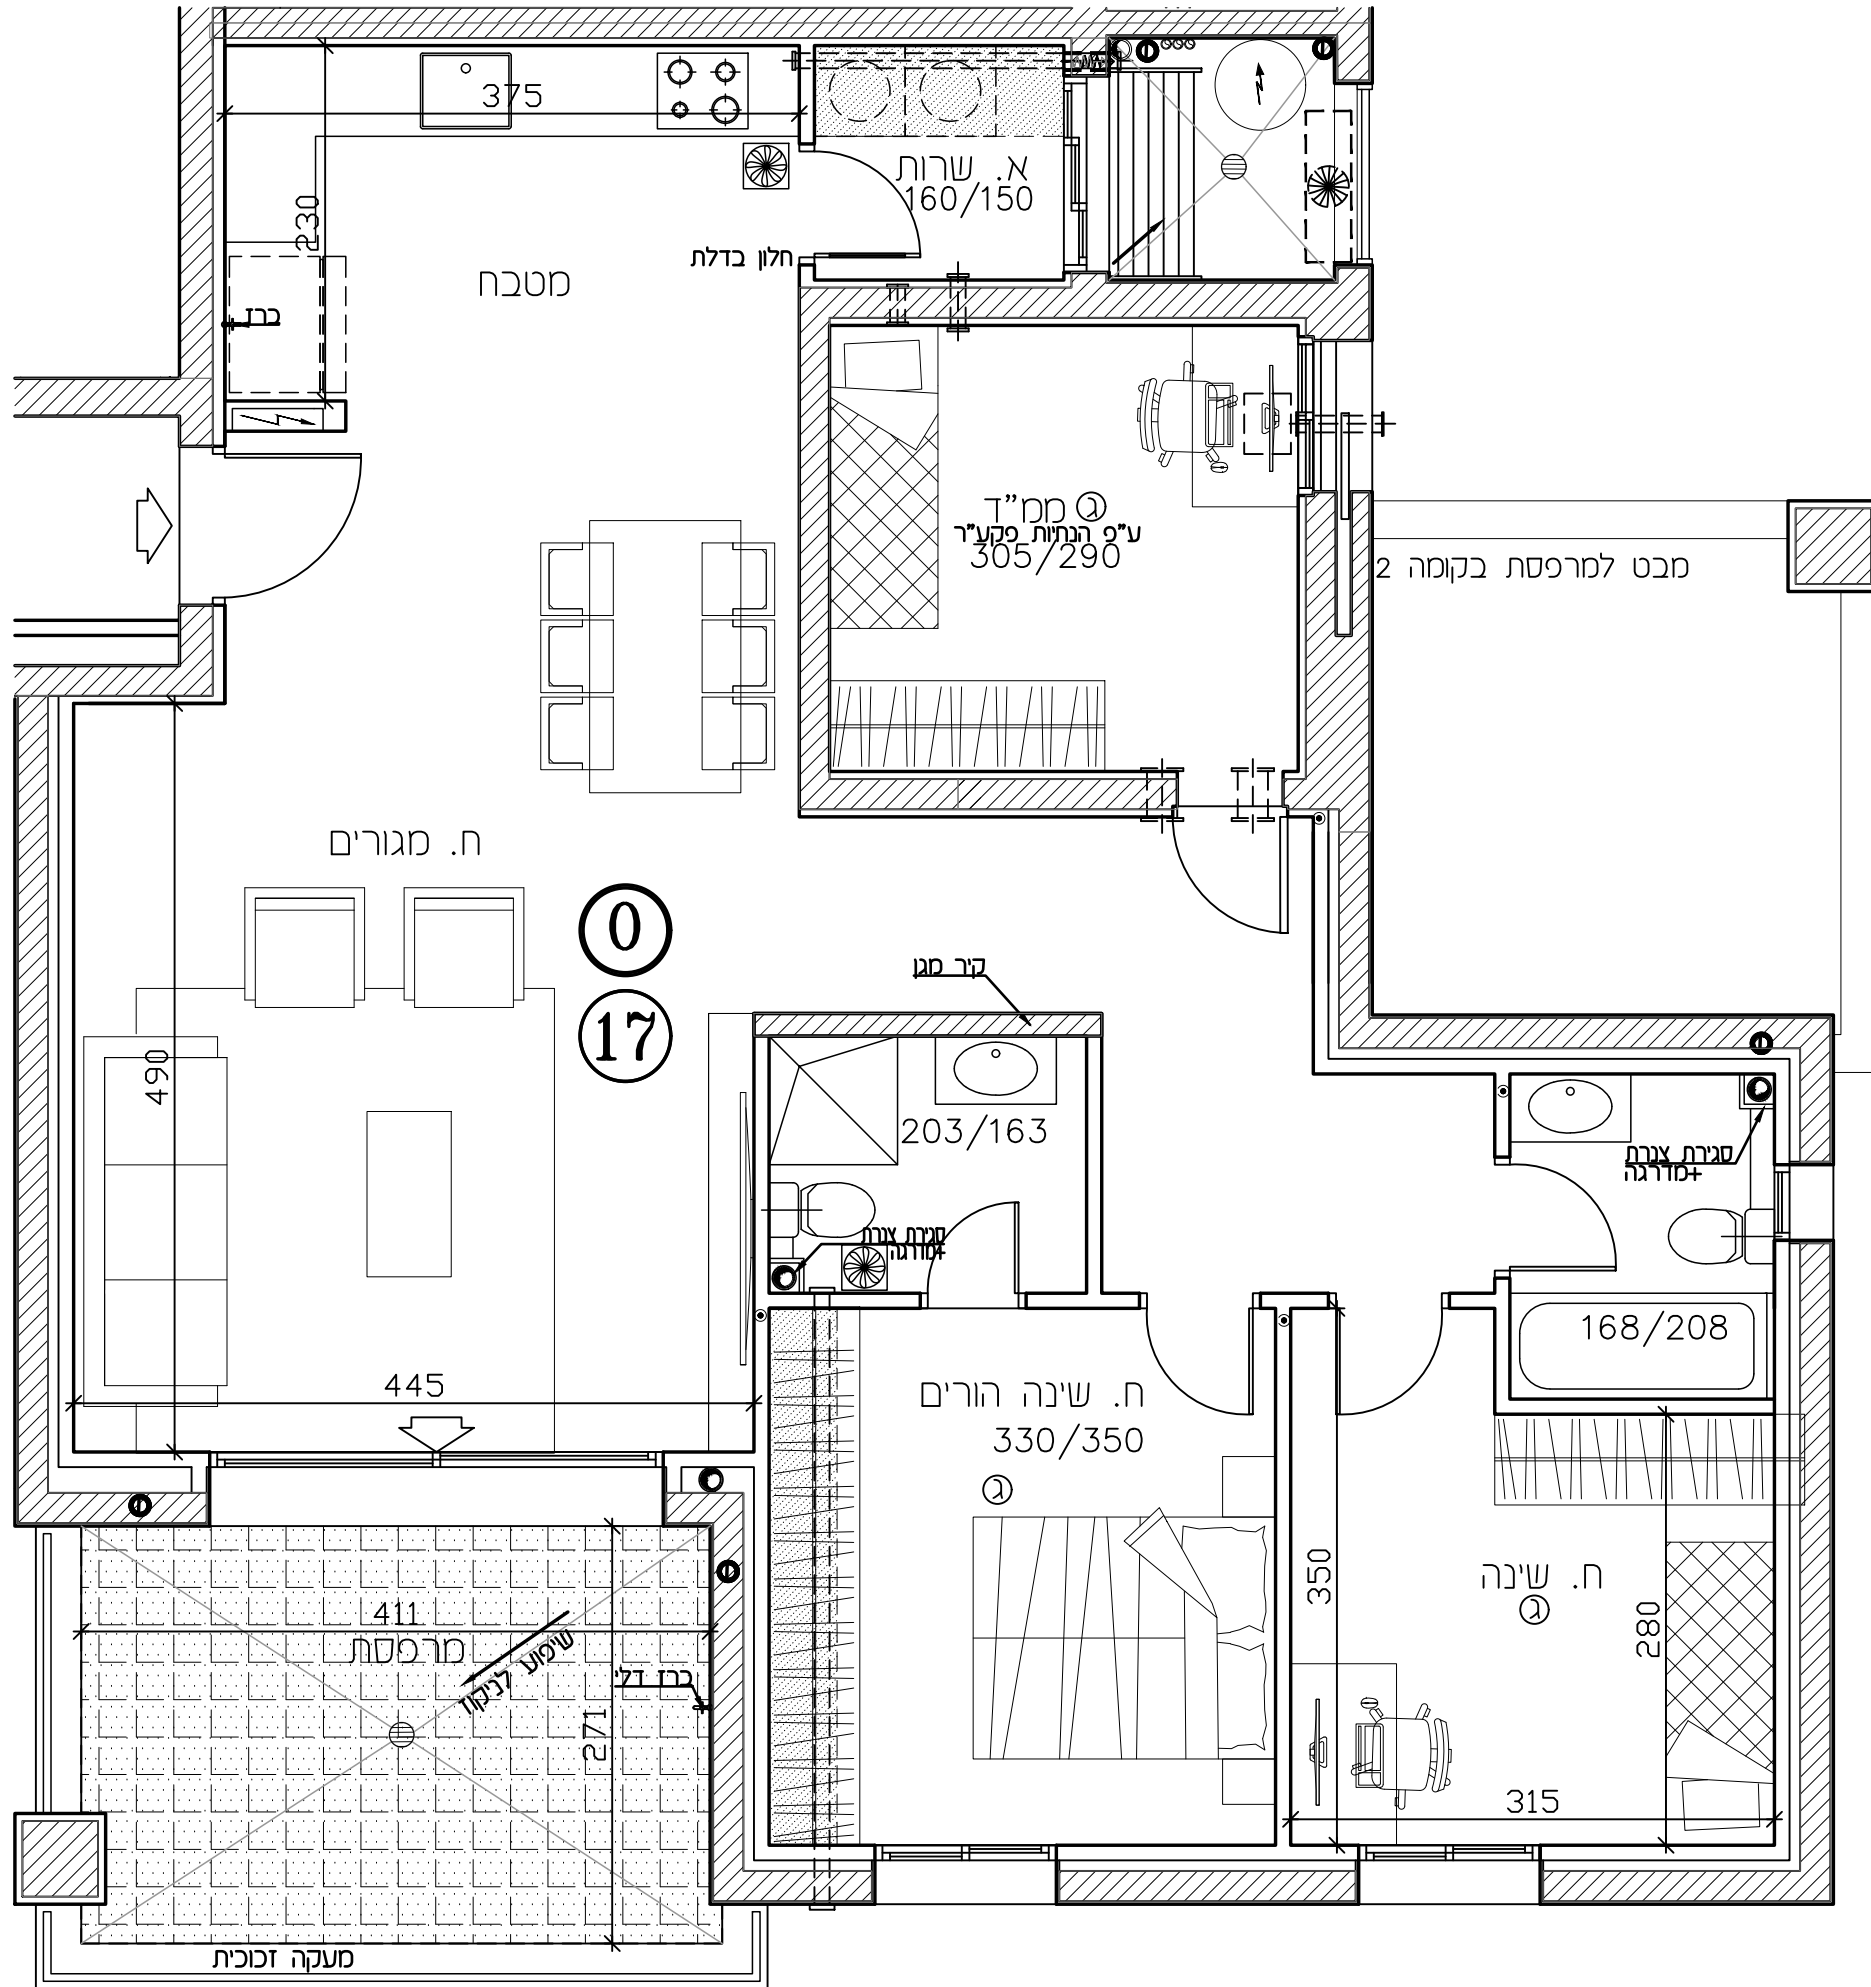 375
א. שרות
160/150
230
חלון בדלת
מטבח
ברז
ג ממ"ד
ע"פ הנחיות פקע"ר
305/290
מבט למרפסת בקומה 2
ח. מגורים
0
17
קיר מגן
490
203/163
סגירת צנרת
+מדרגה
סגירת צנרת
+מדרגה
168/208
445
ח. שינה הורים
330/350
ג
350
ח. שינה
ג
280
411
מרפסת
שיפוע לניקוז
ברז דלי
271
315
מעקה זכוכית